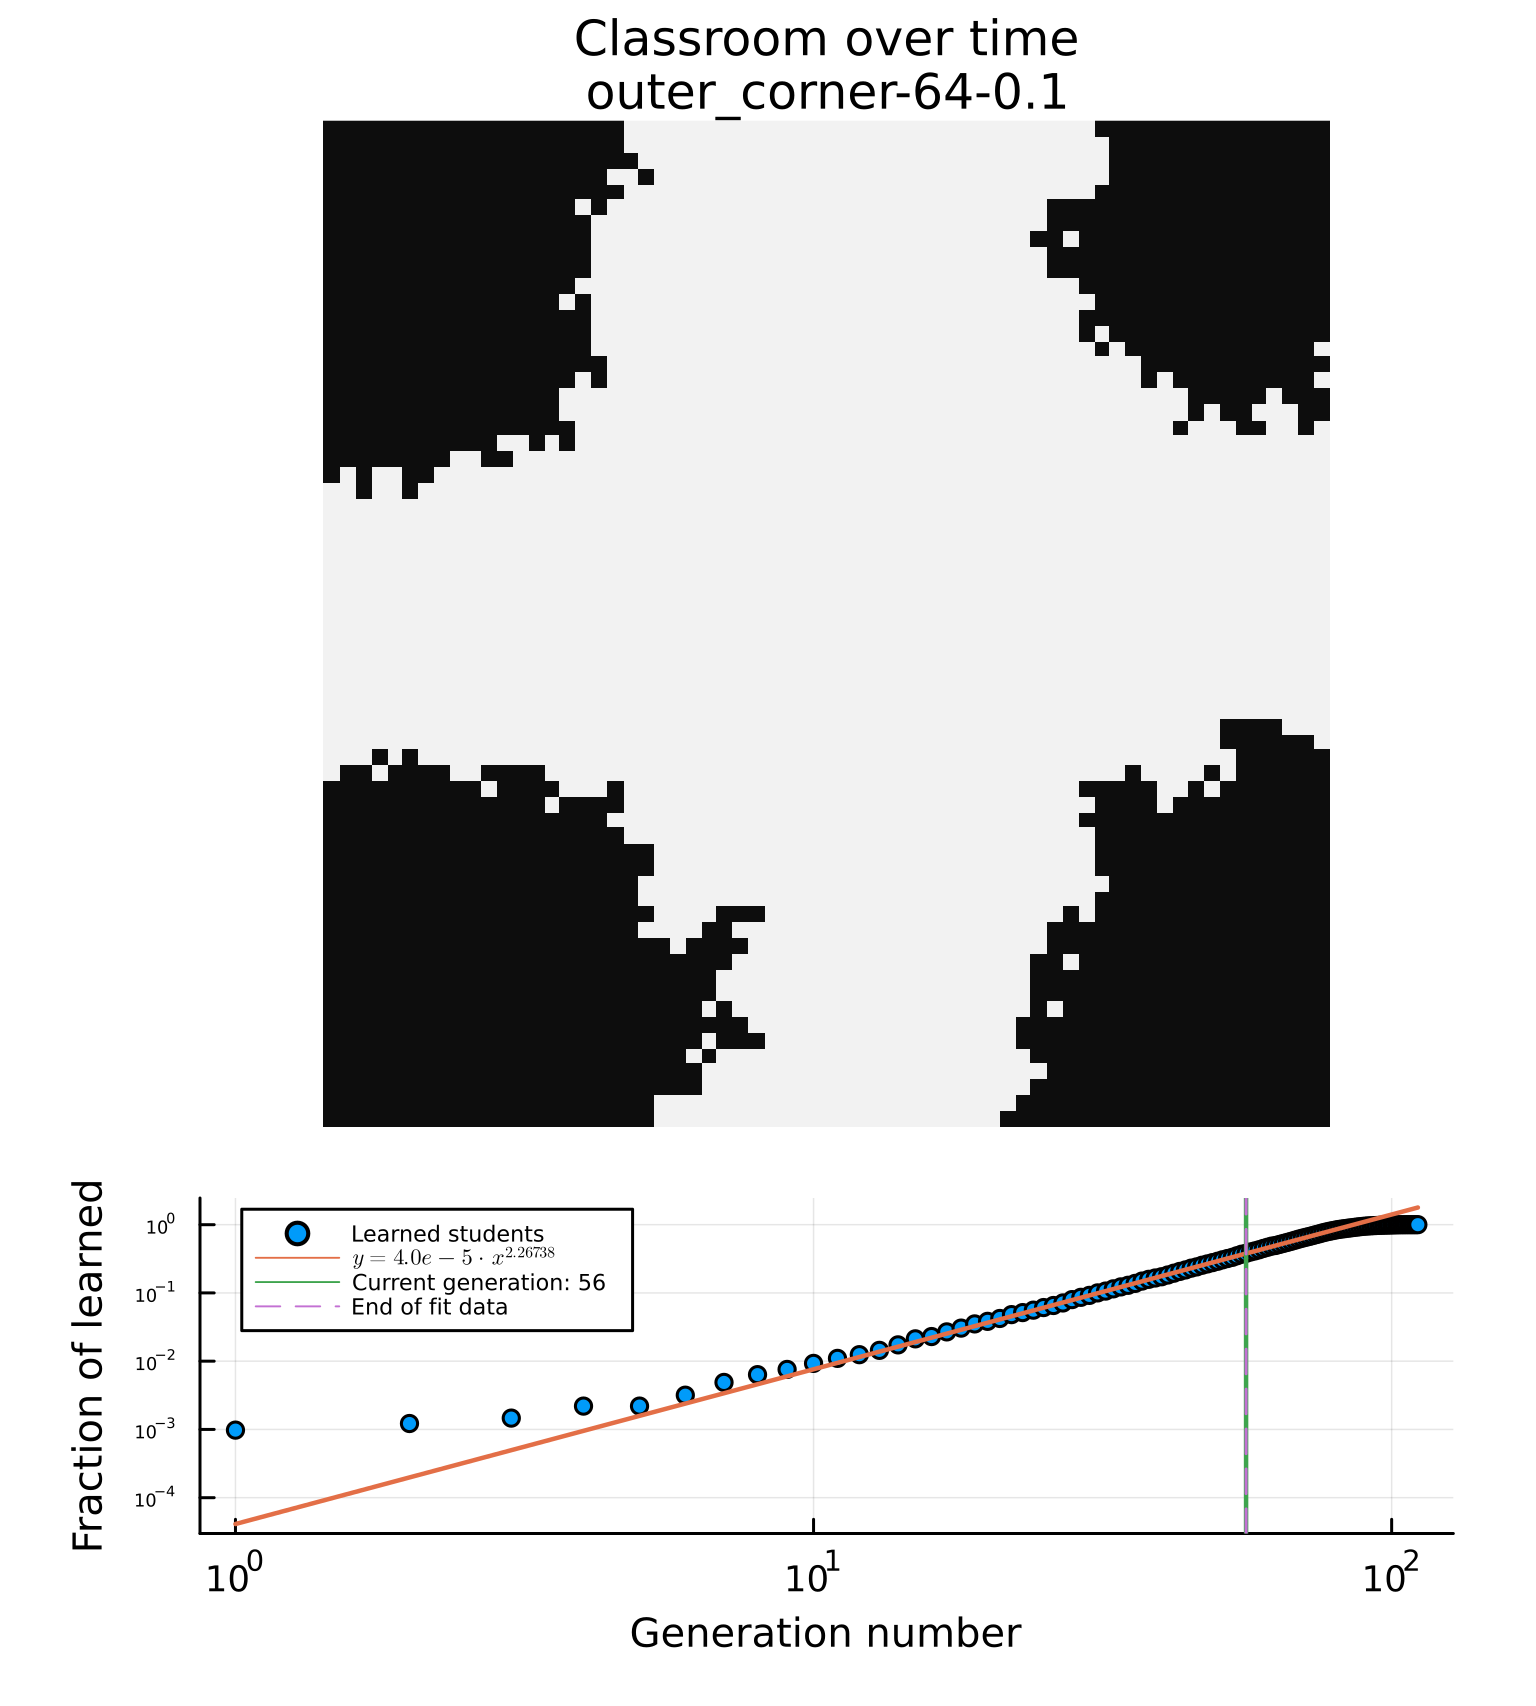 Classroom over time
outer_corner-64-0.1
Fraction of learned
10^0
10^−1
10^−2
10^−3
10^−4
Learned students
y = 4.0e − 5 · x^2.26738
Current generation: 56
End of fit data
10^0 10^1 10^2
Generation number